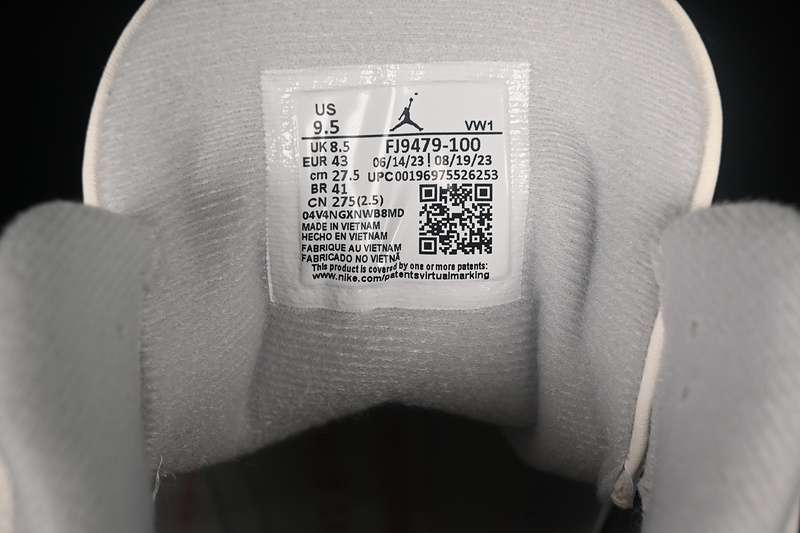 US
9.5
VW1
UK 8.5
FJ9479-100
EUR 43
06/14/23 | 08/19/23
cm 27.5
UPC00196975526253
BR 41
CN 275(2.5)
04V4NGXNWB8MD
MADE IN VIETNAM
HECHO EN VIETNAM
FABRIQUE AU VIETNAM
FABRICADO NO VIETNÃ
This product is covered by one or more patents:
www.nike.com/patentsvirtualmarking